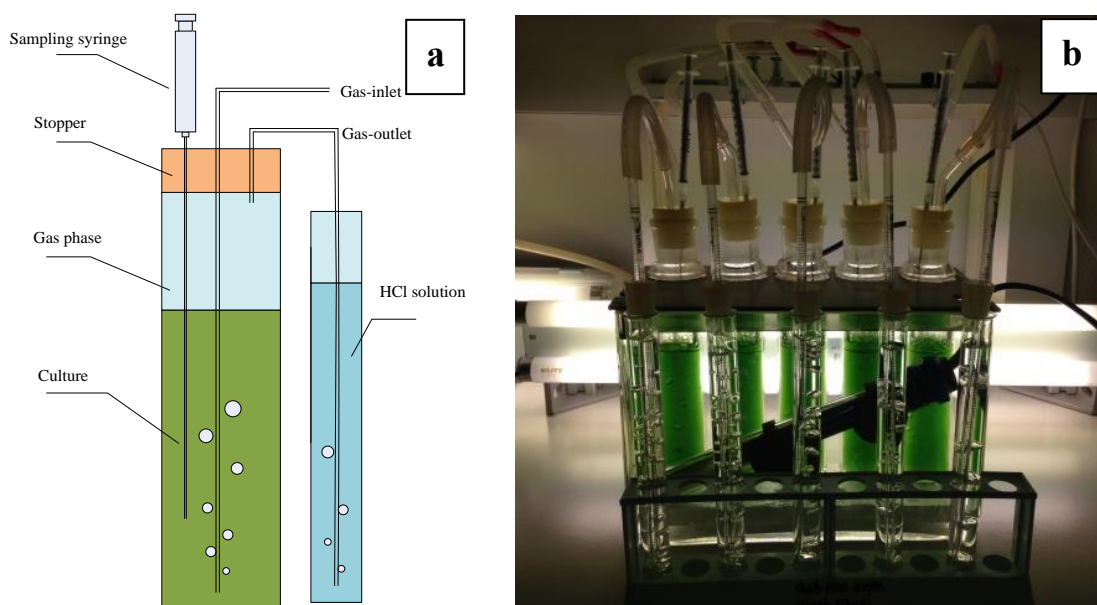 Sampling syringe
a
Gas-inlet
Stopper
Gas-outlet
Gas phase
HCl solution
Culture
b